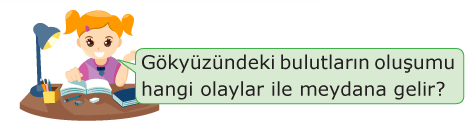 Gökyüzündeki bulutların oluşumu
hangi olaylar ile meydana gelir?